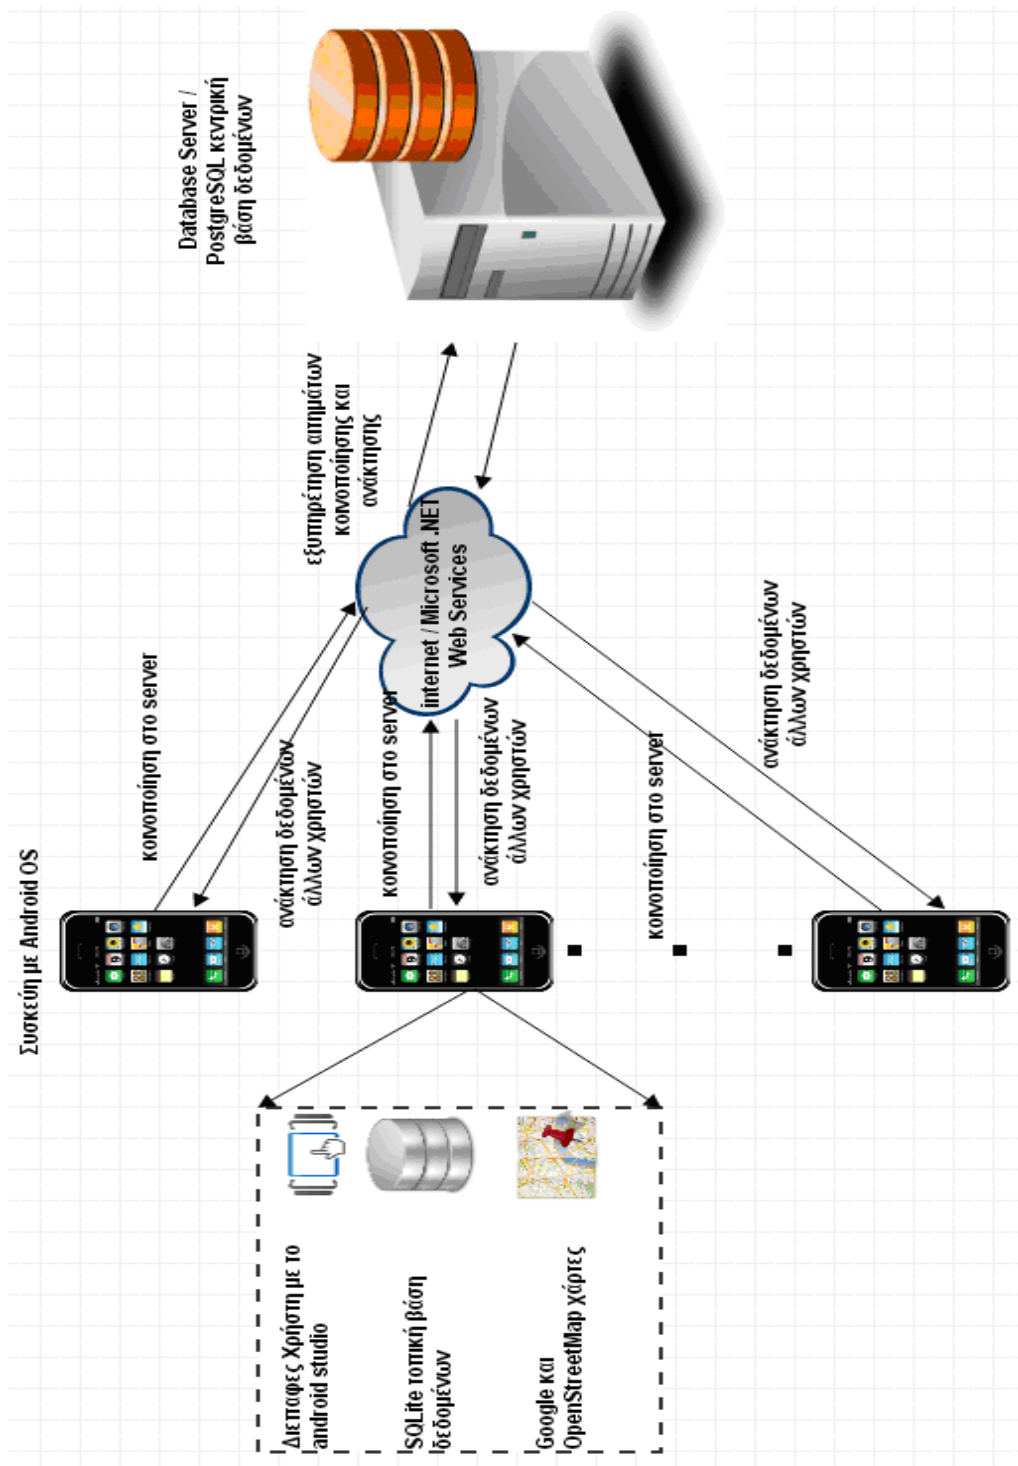 Συσκεύη με Android OS
κοινοποίηση στο server
ανάκτηση δεδομένων
άλλων χρηστών
κοινοποίηση στο server
ανάκτηση δεδομένων
άλλων χρηστών
κοινοποίηση στο server
ανάκτηση δεδομένων
άλλων χρηστών
internet / Microsoft .NET
Web Services
εξυπηρέτηση αιτημάτων
κοινοποίησης και
ανάκτησης
Database Server /
PostgreSQL κεντρική
βάση δεδομένων
Διεπαφες Χρήστη με το
android studio
SQLite τοπική βάση
δεδομένων
Google και
OpenStreetMap χάρτες